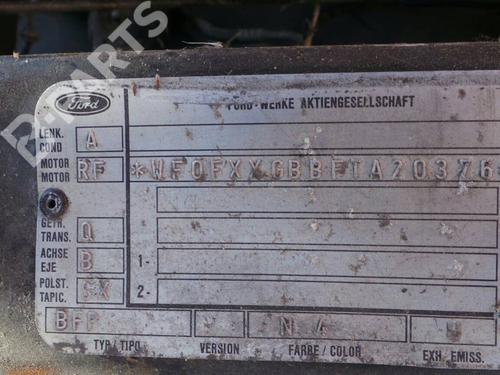 B-PARTS
Ford
FORD-WERKE AKTIENGESELLSCHAFT
LENK. COND A
MOTOR MOTOR RF *WF0FXXGBBFTA20376
GETR. TRANS. Q
ACHSE EJE B 1-
POLST. TAPIC. 2-
N 4
TYP / TIPO VERSION FARBE / COLOR EXH. EMISS.